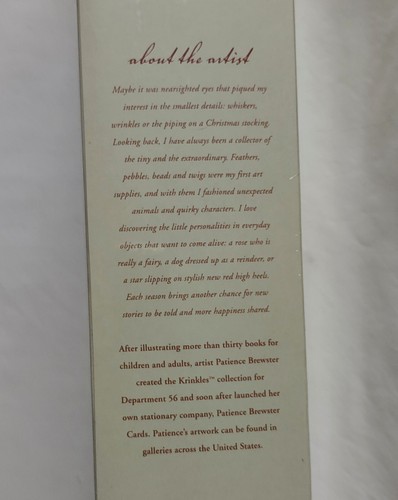 about the artist
Maybe it was nearsighted eyes that piqued my
interest in the smallest details: whiskers,
wrinkles or the piping on a Christmas stocking.
Looking back, I have always been a collector of
the tiny and the extraordinary. Feathers,
pebbles, beads and twigs were my first art
supplies, and with them I fashioned unexpected
animals and quirky characters. I love
discovering the little personalities in everyday
objects that want to come alive: a rose who is
really a fairy, a dog dressed up as a reindeer, or
a star slipping on stylish new red high heels.
Each season brings another chance for new
stories to be told and more happiness shared.
After illustrating more than thirty books for
children and adults, artist Patience Brewster
created the Krinkles™ collection for
Department 56 and soon after launched her
own stationary company, Patience Brewster
Cards. Patience's artwork can be found in
galleries across the United States.